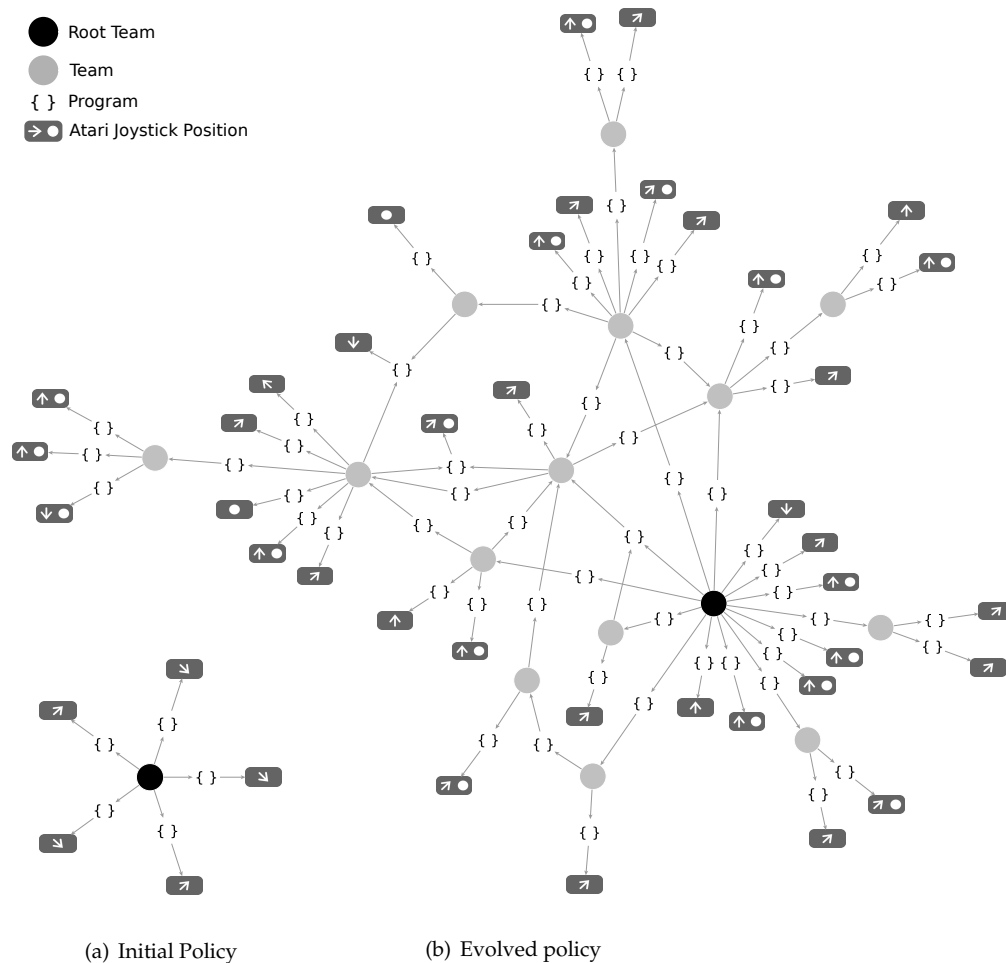 Root Team
Team
{ } Program
Atari Joystick Position
(a) Initial Policy
(b) Evolved policy